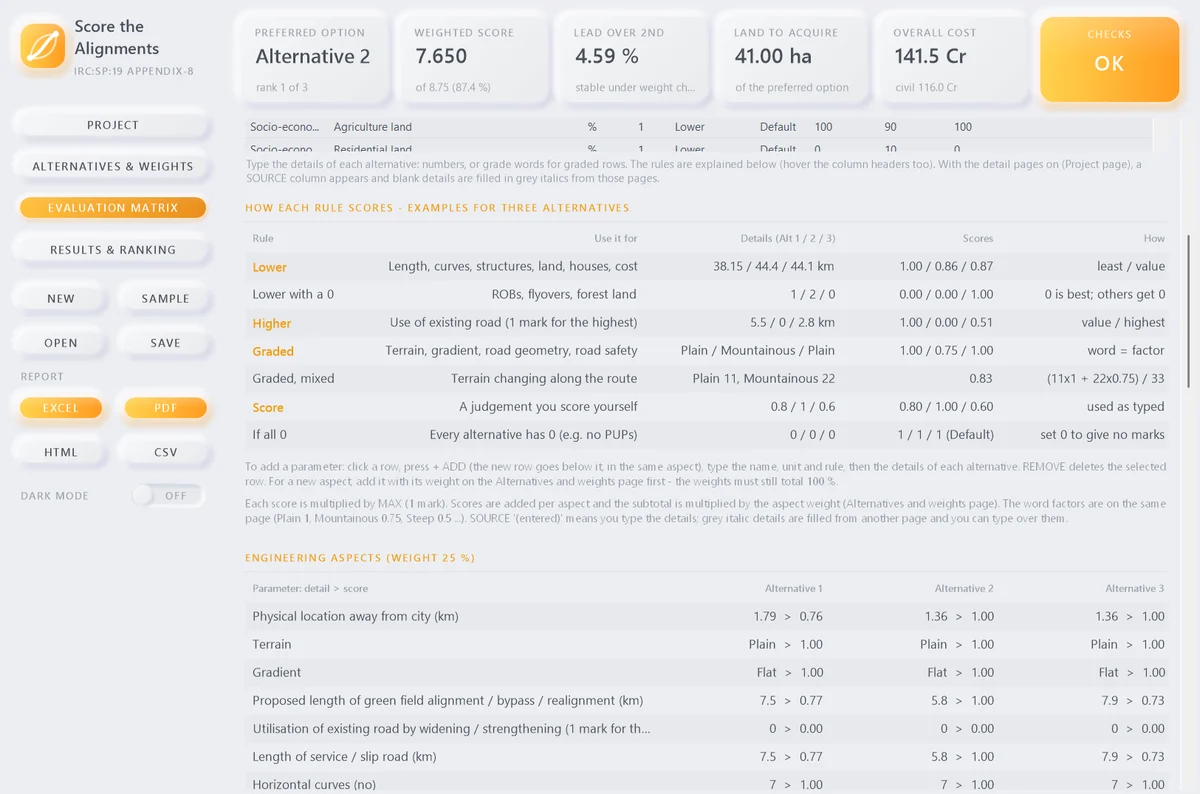 Score the
Alignments
IRC:SP:19 APPENDIX-8
PROJECT
ALTERNATIVES & WEIGHTS
EVALUATION MATRIX
RESULTS & RANKING
NEW SAMPLE
OPEN SAVE
REPORT
EXCEL PDF
HTML CSV
DARK MODE OFF
PREFERRED OPTION
Alternative 2
rank 1 of 3
WEIGHTED SCORE
7.650
of 8.75 (87.4 %)
LEAD OVER 2ND
4.59 %
stable under weight ch...
LAND TO ACQUIRE
41.00 ha
of the preferred option
OVERALL COST
141.5 Cr
civil 116.0 Cr
CHECKS
OK
Socio-econo... Agriculture land % 1 Lower Default 100 90 100
Socio-econo... Residential land % 1 Lower Default 0 10 0
Type the details of each alternative: numbers, or grade words for graded rows. The rules are explained below (hover the column headers too). With the detail pages on (Project page), a
SOURCE column appears and blank details are filled in grey italics from those pages.
HOW EACH RULE SCORES - EXAMPLES FOR THREE ALTERNATIVES
Rule Use it for Details (Alt 1 / 2 / 3) Scores How
Lower Length, curves, structures, land, houses, cost 38.15 / 44.4 / 44.1 km 1.00 / 0.86 / 0.87 least / value
Lower with a 0 ROBs, flyovers, forest land 1 / 2 / 0 0.00 / 0.00 / 1.00 0 is best; others get 0
Higher Use of existing road (1 mark for the highest) 5.5 / 0 / 2.8 km 1.00 / 0.00 / 0.51 value / highest
Graded Terrain, gradient, road geometry, road safety Plain / Mountainous / Plain 1.00 / 0.75 / 1.00 word = factor
Graded, mixed Terrain changing along the route Plain 11, Mountainous 22 0.83 (11x1 + 22x0.75) / 33
Score A judgement you score yourself 0.8 / 1 / 0.6 0.80 / 1.00 / 0.60 used as typed
If all 0 Every alternative has 0 (e.g. no PUPs) 0 / 0 / 0 1 / 1 / 1 (Default) set 0 to give no marks
To add a parameter: click a row, press + ADD (the new row goes below it, in the same aspect), type the name, unit and rule, then the details of each alternative. REMOVE deletes the selected
row. For a new aspect, add it with its weight on the Alternatives and weights page first - the weights must still total 100 %.
Each score is multiplied by MAX (1 mark). Scores are added per aspect and the subtotal is multiplied by the aspect weight (Alternatives and weights page). The word factors are on the same
page (Plain 1, Mountainous 0.75, Steep 0.5 ...). SOURCE '(entered)' means you type the details; grey italic details are filled from another page and you can type over them.
ENGINEERING ASPECTS (WEIGHT 25 %)
Parameter: detail > score Alternative 1 Alternative 2 Alternative 3
Physical location away from city (km) 1.79 > 0.76 1.36 > 1.00 1.36 > 1.00
Terrain Plain > 1.00 Plain > 1.00 Plain > 1.00
Gradient Flat > 1.00 Flat > 1.00 Flat > 1.00
Proposed length of green field alignment / bypass / realignment (km) 7.5 > 0.77 5.8 > 1.00 7.9 > 0.73
Utilisation of existing road by widening / strengthening (1 mark for th... 0 > 0.00 0 > 0.00 0 > 0.00
Length of service / slip road (km) 7.5 > 0.77 5.8 > 1.00 7.9 > 0.73
Horizontal curves (no) 7 > 1.00 7 > 1.00 7 > 1.00